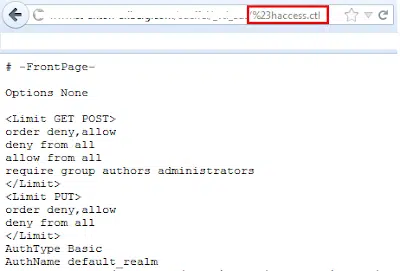 /%23haccess.ctl
# -FrontPage-
Options None
<Limit GET POST>
order deny,allow
deny from all
allow from all
require group authors administrators
</Limit>
<Limit PUT>
order deny,allow
deny from all
</Limit>
AuthType Basic
AuthName default_realm